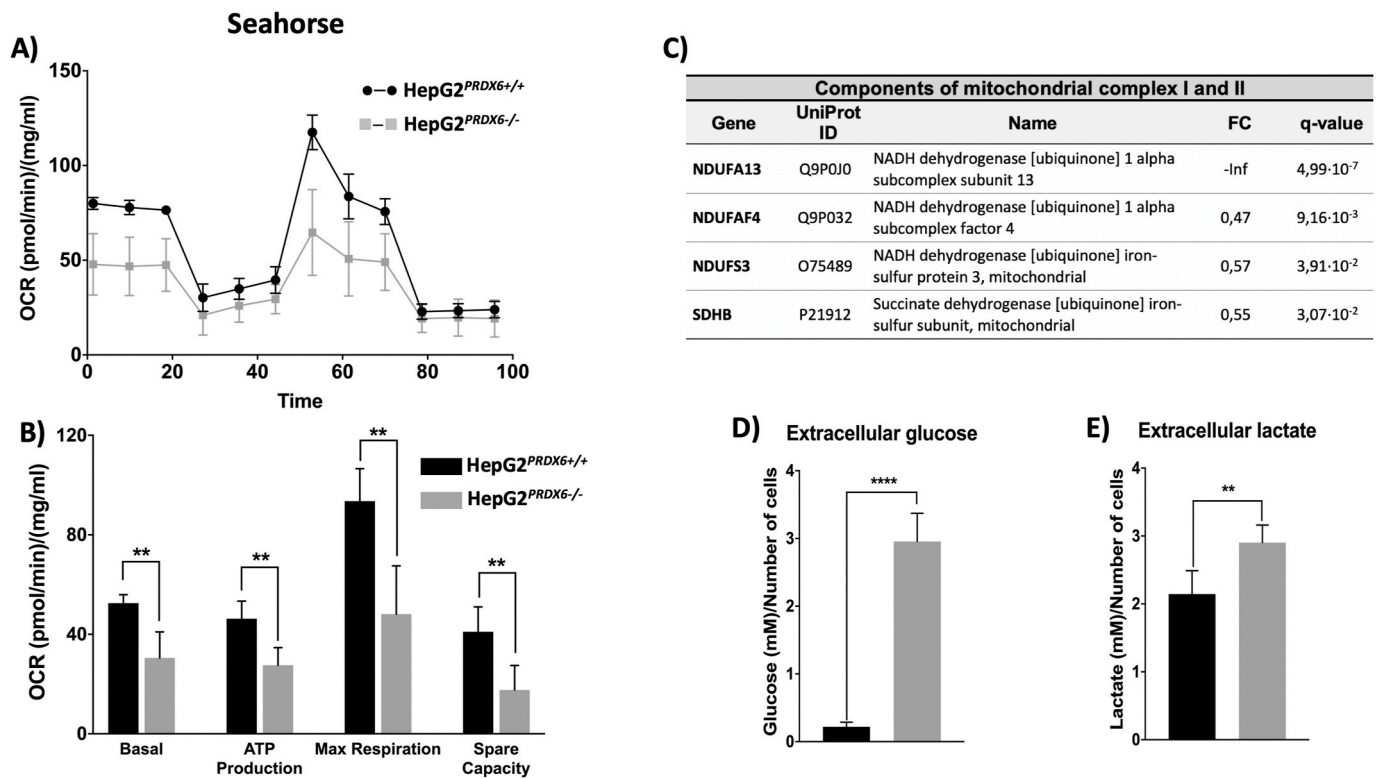 Seahorse
A)
150
100
50
0
OCR (pmol/min)/(mg/ml)
HepG2PRDX6+/+
HepG2PRDX6-/-
0 20 40 60 80 100
Time
B)
120
80
40
0
OCR (pmol/min)/(mg/ml)
** ** ** **
HepG2PRDX6+/+
HepG2PRDX6-/-
Basal ATP Max Respiration Spare
Production Capacity
C)
Components of mitochondrial complex I and II
Gene UniProt ID Name FC q-value
NDUFA13 Q9P0J0 NADH dehydrogenase [ubiquinone] 1 alpha
subcomplex subunit 13 -Inf 4,99·10-7
NDUFAF4 Q9P032 NADH dehydrogenase [ubiquinone] 1 alpha
subcomplex factor 4 0,47 9,16·10-3
NDUFS3 O75489 NADH dehydrogenase [ubiquinone] iron-
sulfur protein 3, mitochondrial 0,57 3,91·10-2
SDHB P21912 Succinate dehydrogenase [ubiquinone] iron-
sulfur subunit, mitochondrial 0,55 3,07·10-2
D) Extracellular glucose
Glucose (mM)/Number of cells
4
3
2
1
0
****
E) Extracellular lactate
Lactate (mM)/Number of cells
4
3
2
1
0
**